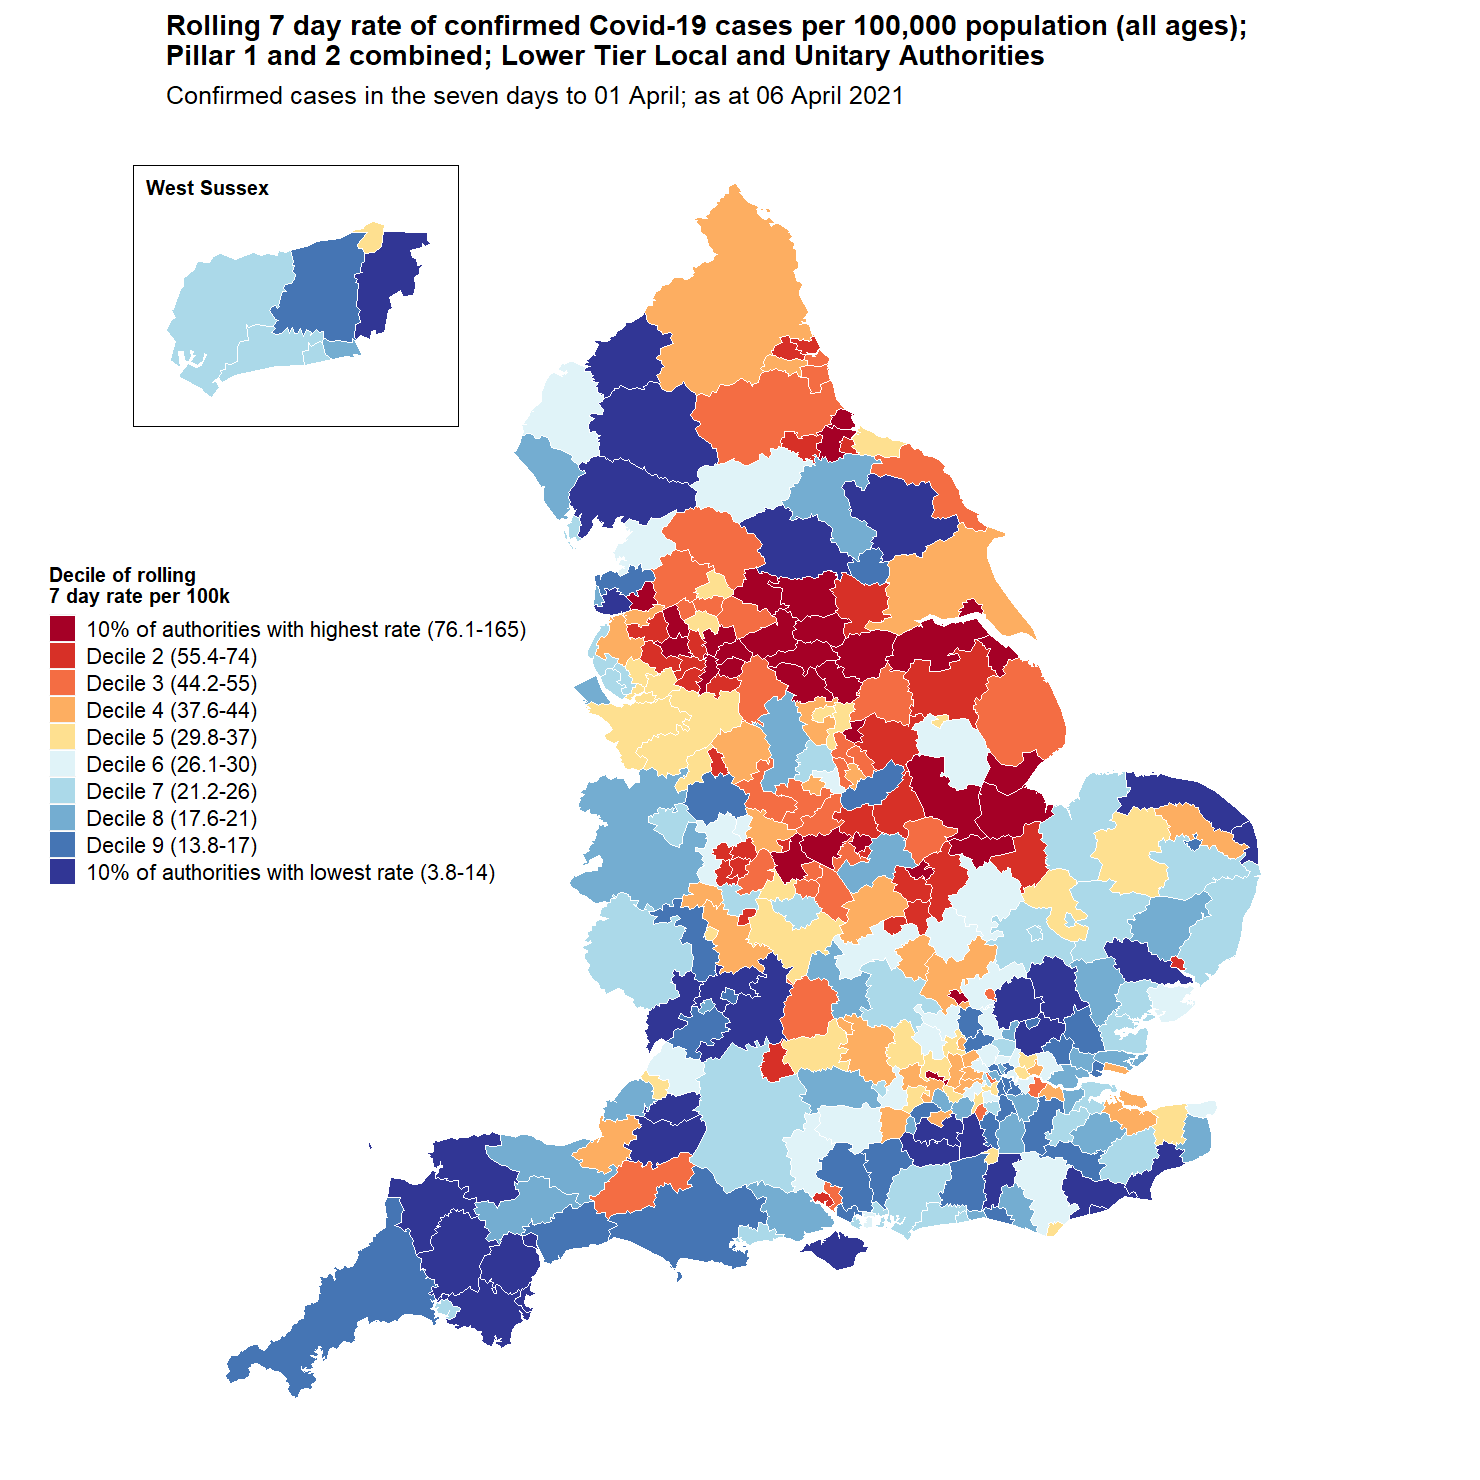 Rolling 7 day rate of confirmed Covid-19 cases per 100,000 population (all ages);
Pillar 1 and 2 combined; Lower Tier Local and Unitary Authorities
Confirmed cases in the seven days to 01 April; as at 06 April 2021
West Sussex
Decile of rolling
7 day rate per 100k
10% of authorities with highest rate (76.1-165)
Decile 2 (55.4-74)
Decile 3 (44.2-55)
Decile 4 (37.6-44)
Decile 5 (29.8-37)
Decile 6 (26.1-30)
Decile 7 (21.2-26)
Decile 8 (17.6-21)
Decile 9 (13.8-17)
10% of authorities with lowest rate (3.8-14)